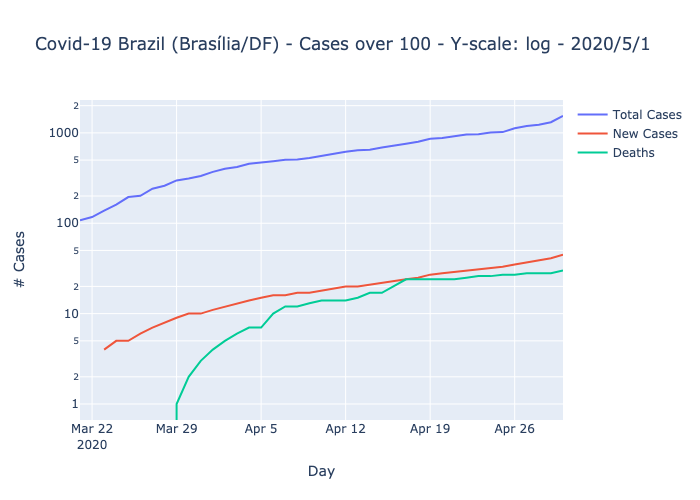 Covid-19 Brazil (Brasília/DF) - Cases over 100 - Y-scale: log - 2020/5/1
Total Cases
New Cases
Deaths
# Cases
2
1000
5
2
100
5
2
10
5
2
1
Mar 22
2020
Mar 29
Apr 5
Apr 12
Apr 19
Apr 26
Day